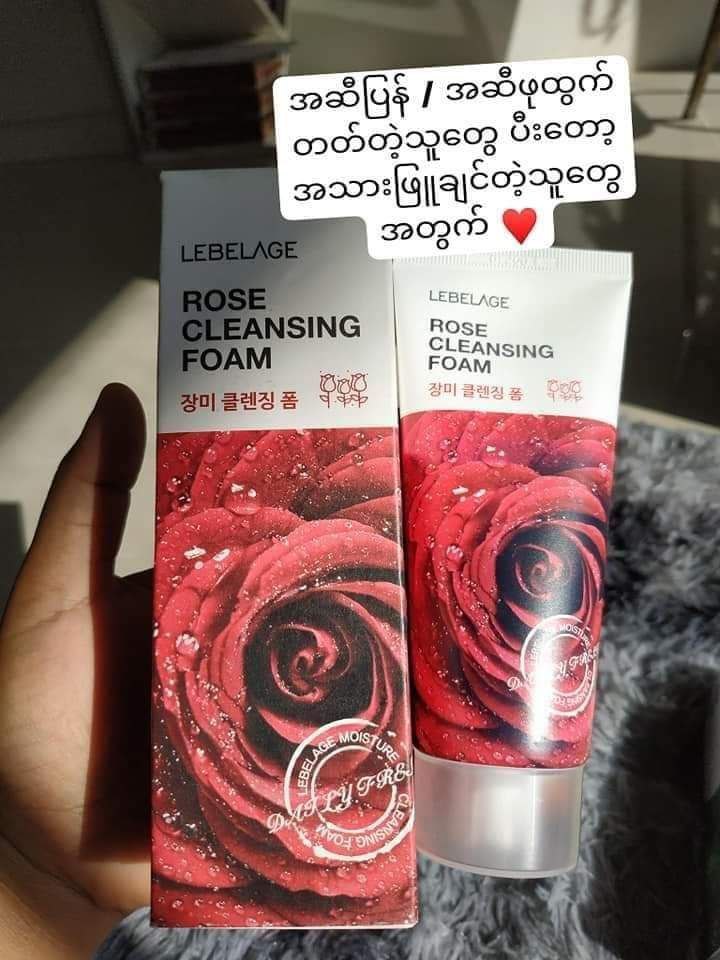 အဆီပြန် / အဆီဖုထွက်
တတ်တဲ့သူတွေ ပီးတော့
အသားဖြူချင်တဲ့သူတွေ
အတွက် ♥️
LEBELAGE
ROSE
CLEANSING
FOAM
장미 클렌징 폼
LEBELAGE MOISTURE
CLEANSING FOAM
LEBELAGE
ROSE
CLEANSING
FOAM
장미 클렌징 폼
MOISTURE